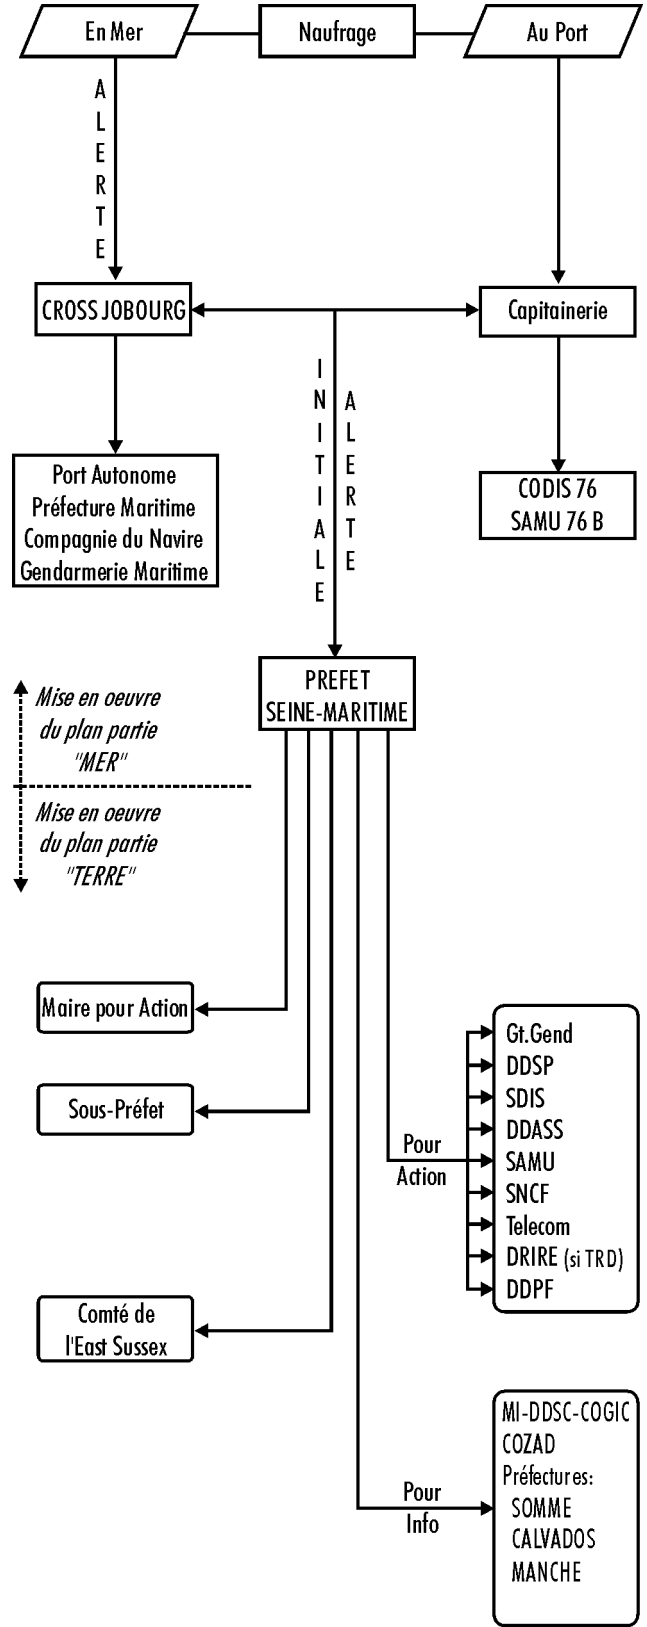 En Mer
Naufrage
Au Port
ALERTE
CROSS JOBOURG
Capitainerie
INITIALE
ALERTE
Port Autonome
Préfecture Maritime
Compagnie du Navire
Gendarmerie Maritime
CODIS 76
SAMU 76 B
PREFET
SEINE-MARITIME
Mise en oeuvre
du plan partie
"MER"
Mise en oeuvre
du plan partie
"TERRE"
Maire pour Action
Sous-Préfet
Comté de
l'East Sussex
Pour
Action
Gt.Gend
DDSP
SDIS
DDASS
SAMU
SNCF
Telecom
DRIRE (si TRD)
DDPF
Pour
Info
MI-DDSC-COGIC
COZAD
Préfectures:
SOMME
CALVADOS
MANCHE